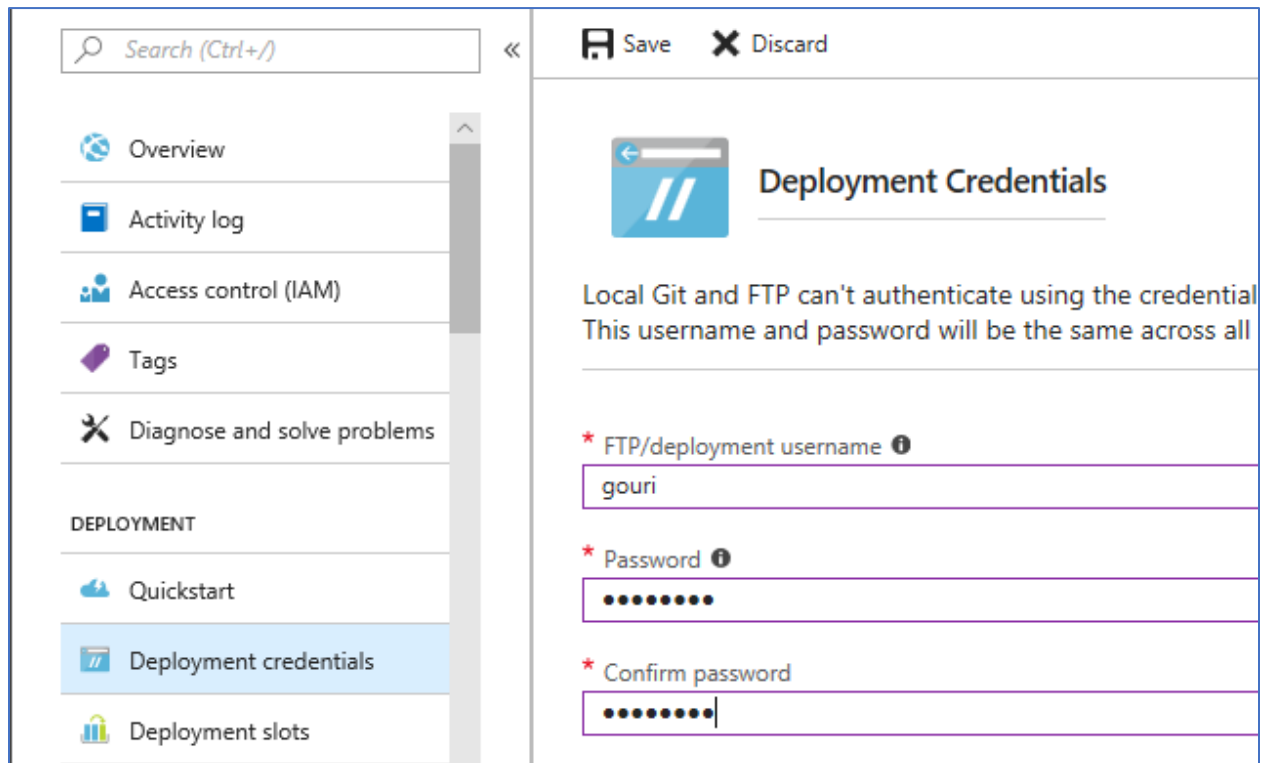 Search (Ctrl+/)
«
Overview
Activity log
Access control (IAM)
Tags
Diagnose and solve problems
DEPLOYMENT
Quickstart
Deployment credentials
Deployment slots
Save
Discard
Deployment Credentials
Local Git and FTP can't authenticate using the credential
This username and password will be the same across all
* FTP/deployment username
gouri
* Password
••••••••
* Confirm password
••••••••